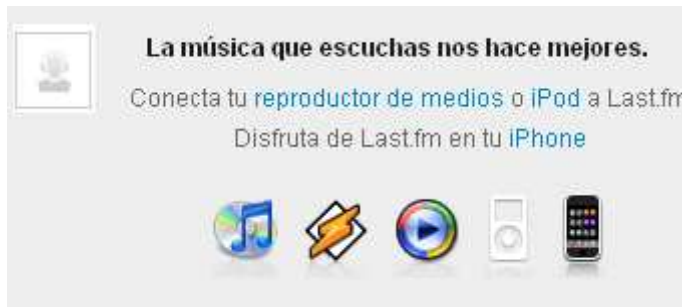 La música que escuchas nos hace mejores.
Conecta tu reproductor de medios o iPod a Last.fm
Disfruta de Last.fm en tu iPhone